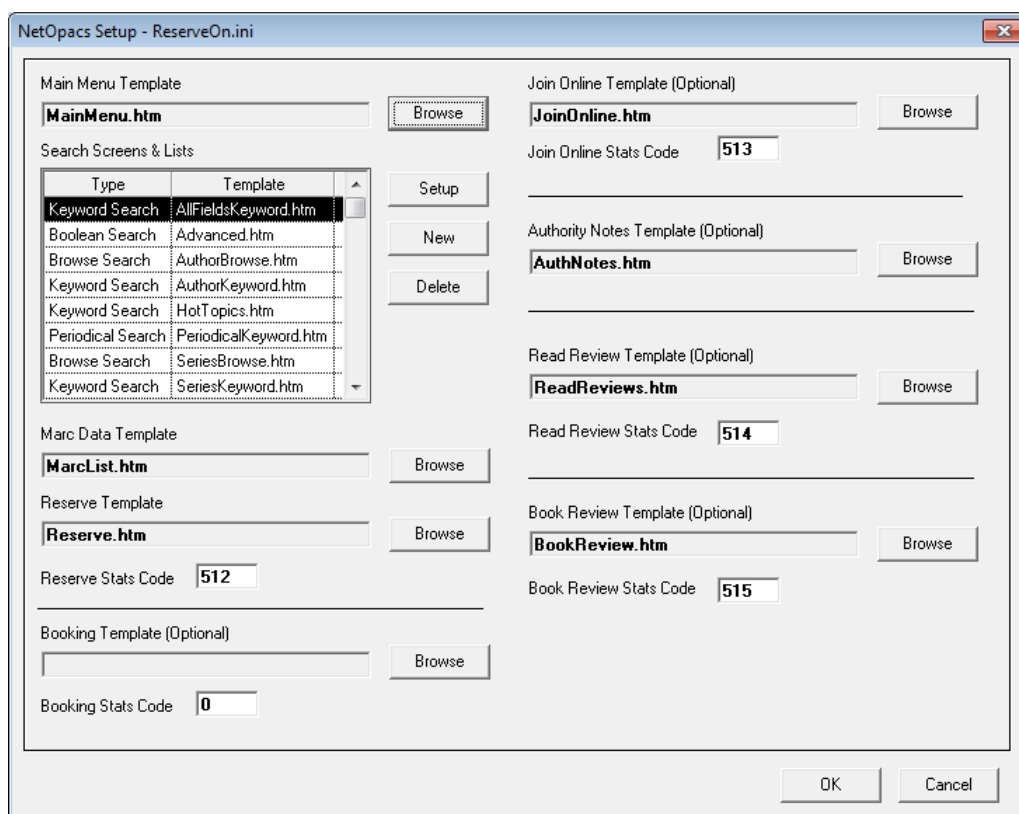 NetOpacs Setup - ReserveOn.ini
Main Menu Template
MainMenu.htm
Browse
Search Screens & Lists
Type Template
Keyword Search AllFieldsKeyword.htm
Boolean Search Advanced.htm
Browse Search AuthorBrowse.htm
Keyword Search AuthorKeyword.htm
Keyword Search HotTopics.htm
Periodical Search PeriodicalKeyword.htm
Browse Search SeriesBrowse.htm
Keyword Search SeriesKeyword.htm
Setup
New
Delete
Marc Data Template
MarcList.htm
Browse
Reserve Template
Reserve.htm
Browse
Reserve Stats Code 512
Booking Template (Optional)
Browse
Booking Stats Code 0
Join Online Template (Optional)
JoinOnline.htm
Browse
Join Online Stats Code 513
Authority Notes Template (Optional)
AuthNotes.htm
Browse
Read Review Template (Optional)
ReadReviews.htm
Browse
Read Review Stats Code 514
Book Review Template (Optional)
BookReview.htm
Browse
Book Review Stats Code 515
OK
Cancel